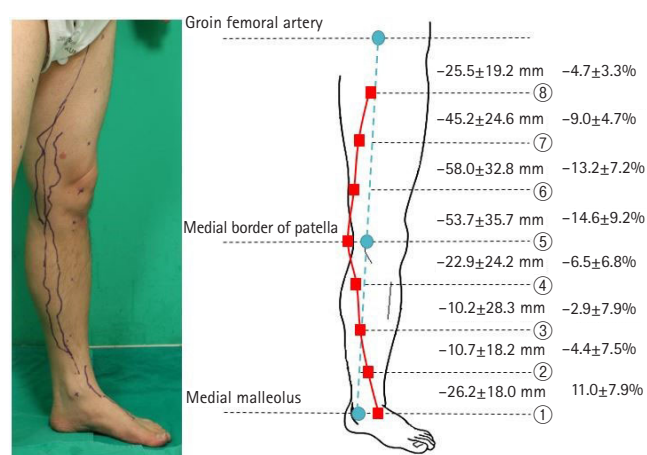 Groin femoral artery
−25.5±19.2 mm −4.7±3.3%
⑧
−45.2±24.6 mm −9.0±4.7%
⑦
−58.0±32.8 mm −13.2±7.2%
⑥
Medial border of patella
−53.7±35.7 mm −14.6±9.2%
⑤
−22.9±24.2 mm −6.5±6.8%
④
−10.2±28.3 mm −2.9±7.9%
③
−10.7±18.2 mm −4.4±7.5%
②
Medial malleolus
−26.2±18.0 mm 11.0±7.9%
①